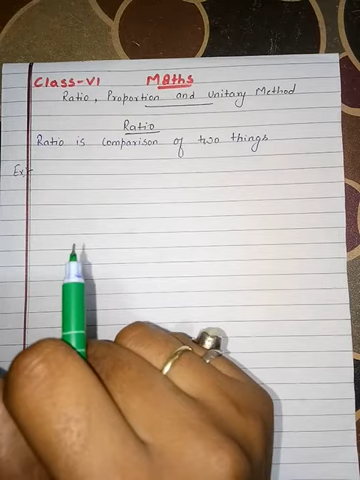 Class-VI Maths
Ratio, Proportion and Unitary Method
Ratio
Ratio is comparison of two things
Ex:-